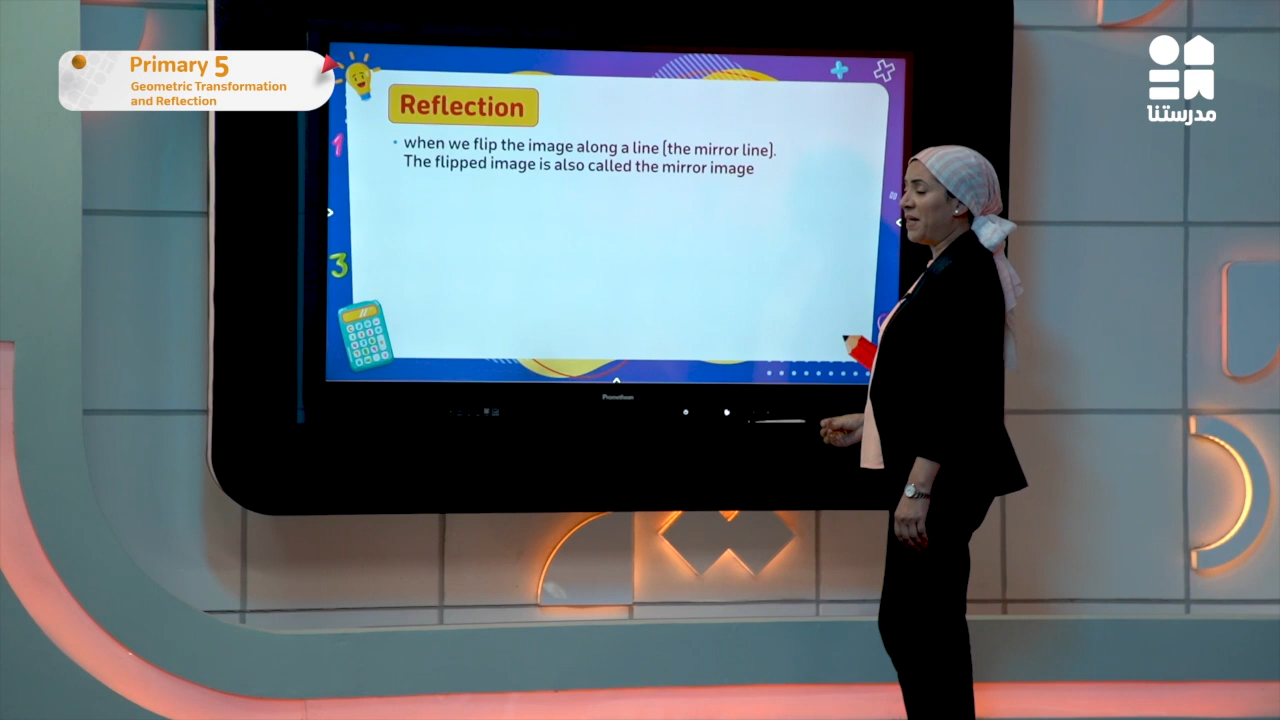 Primary 5
Geometric Transformation
and Reflection
مدرستنا
Reflection
• when we flip the image along a line (the mirror line).
The flipped image is also called the mirror image
1
3
Promethean